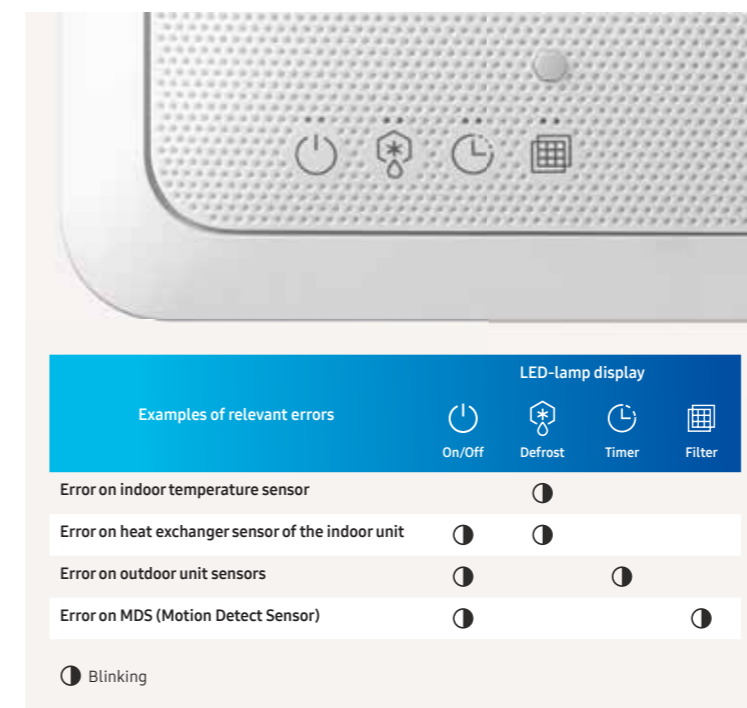 LED-lamp display
Examples of relevant errors
On/Off Defrost Timer Filter
Error on indoor temperature sensor
Error on heat exchanger sensor of the indoor unit
Error on outdoor unit sensors
Error on MDS (Motion Detect Sensor)
Blinking